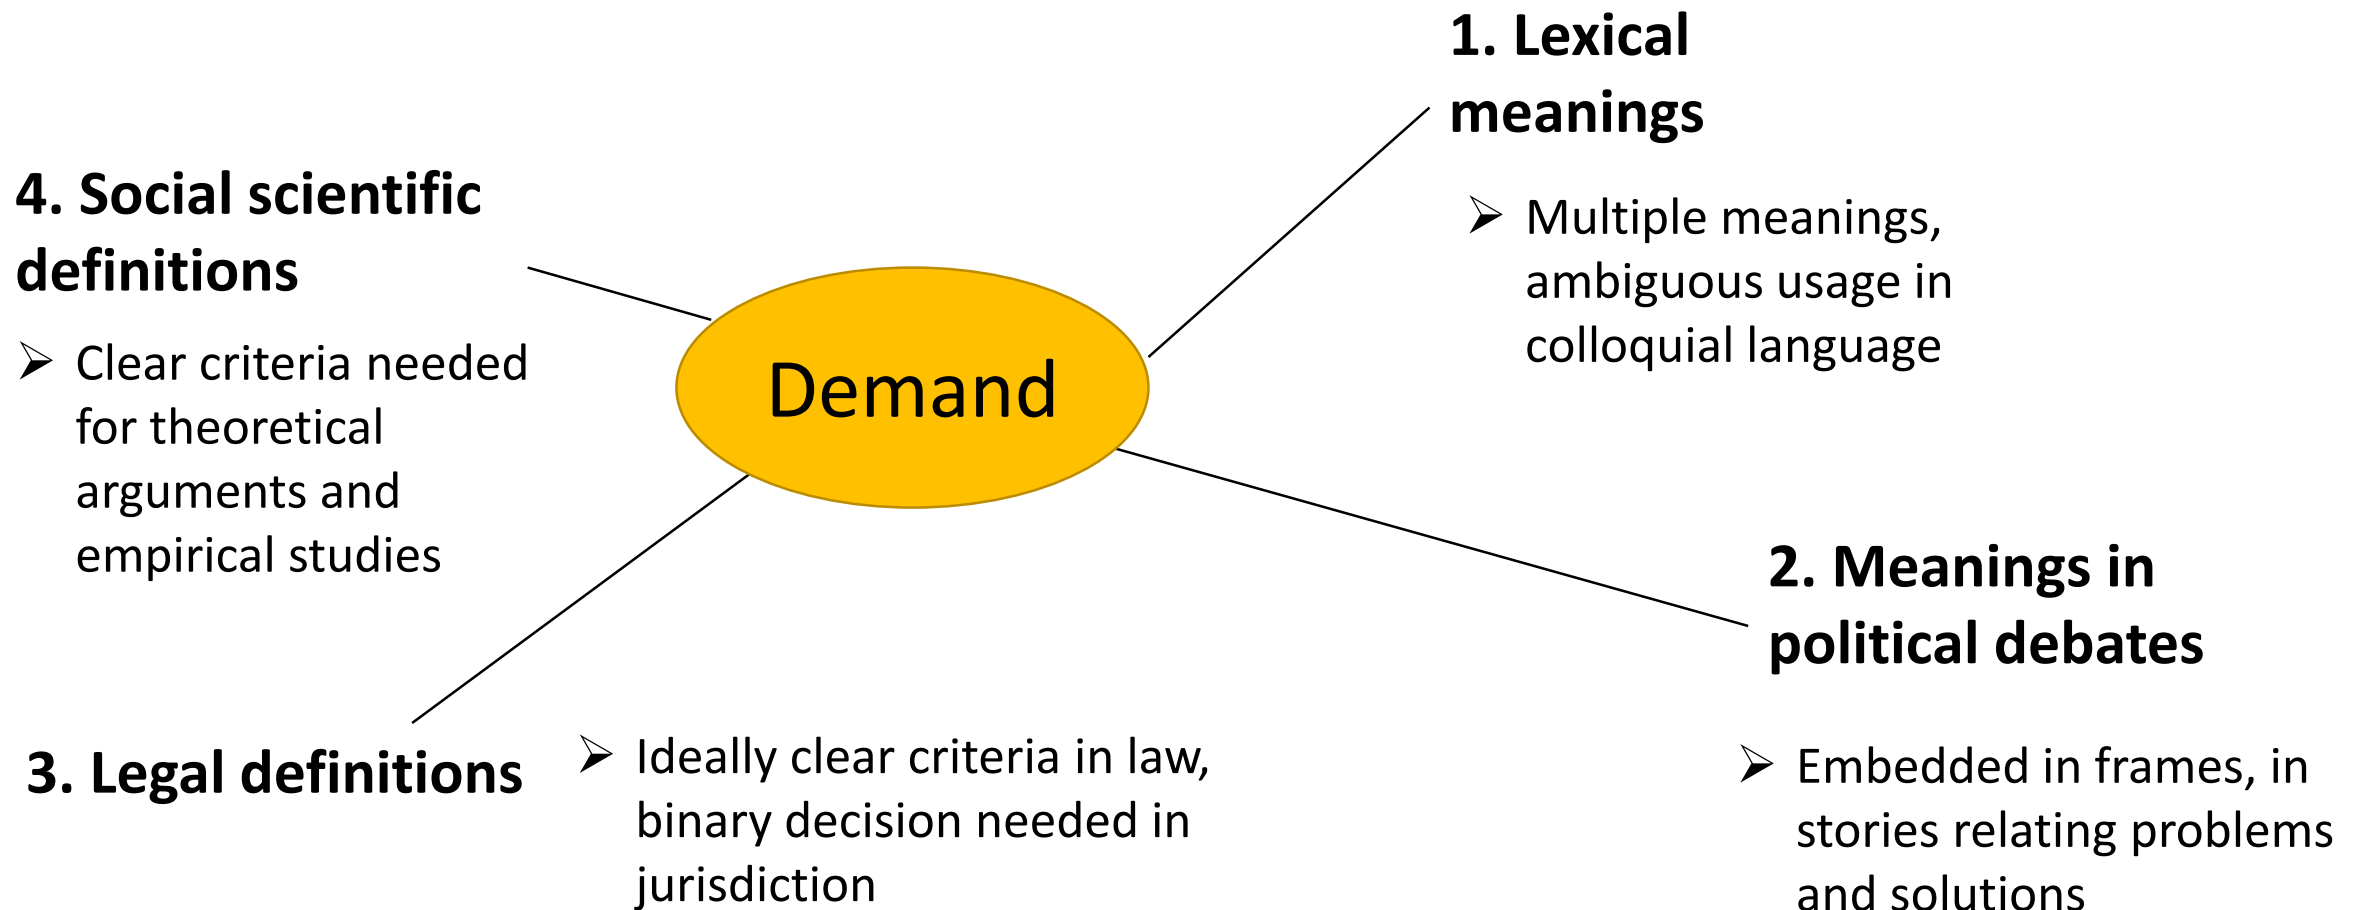 1. Lexical
meanings
Multiple meanings,
ambiguous usage in
colloquial language
4. Social scientific
definitions
Clear criteria needed
for theoretical
arguments and
empirical studies
Demand
2. Meanings in
political debates
Embedded in frames, in
stories relating problems
and solutions
3. Legal definitions
Ideally clear criteria in law,
binary decision needed in
jurisdiction